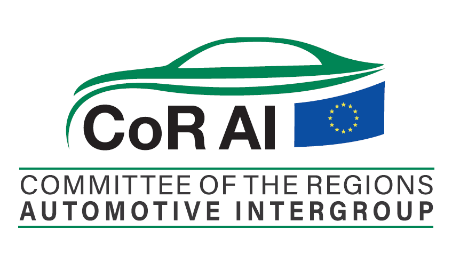 CoR AI
COMMITTEE OF THE REGIONS
AUTOMOTIVE INTERGROUP